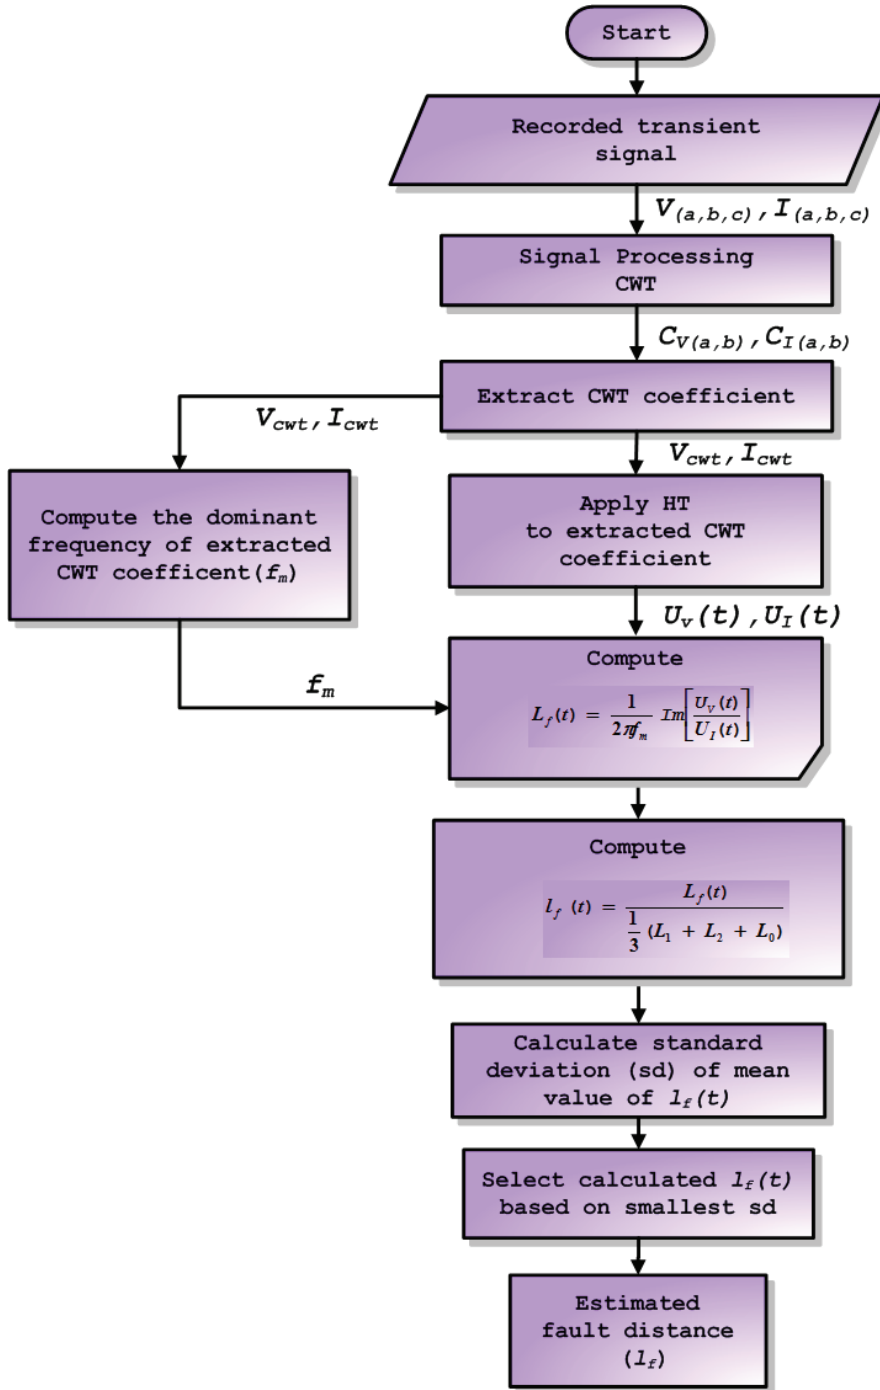 Start
Recorded transient
signal
V(a,b,c), I(a,b,c)
Signal Processing
CWT
CV(a,b), CI(a,b)
Extract CWT coefficient
Vcwt, Icwt
Vcwt, Icwt
Compute the dominant
frequency of extracted
CWT coefficent(fm)
Apply HT
to extracted CWT
coefficient
Uv(t), UI(t)
fm
Compute
Lf(t) = 1/2πfm Im[UV(t)/UI(t)]
Compute
lf (t) = Lf(t) / 1/3 (L1 + L2 + L0)
Calculate standard
deviation (sd) of mean
value of lf(t)
Select calculated lf(t)
based on smallest sd
Estimated
fault distance
(lf)